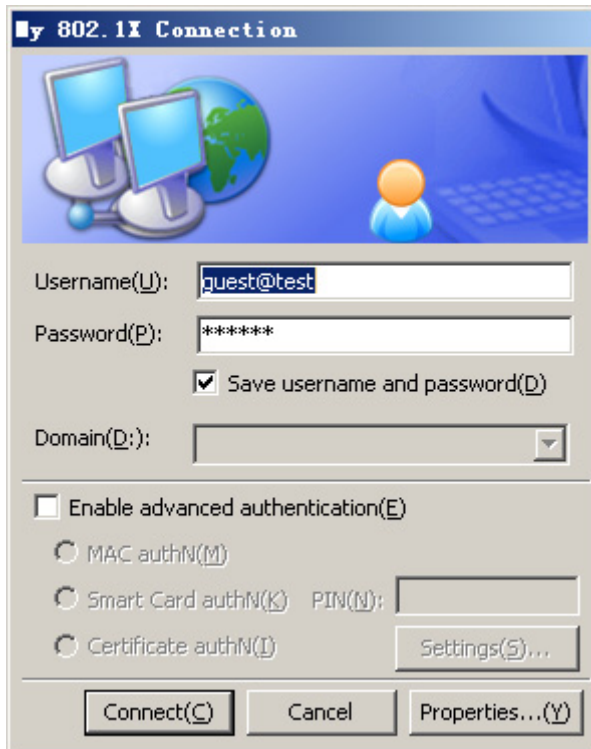 My 802.1X Connection
Username(U): guest@test
Password(P): ******
Save username and password(D)
Domain(D:):
Enable advanced authentication(E)
MAC authN(M)
Smart Card authN(K) PIN(N):
Certificate authN(I) Settings(S)...
Connect(C) Cancel Properties...(Y)